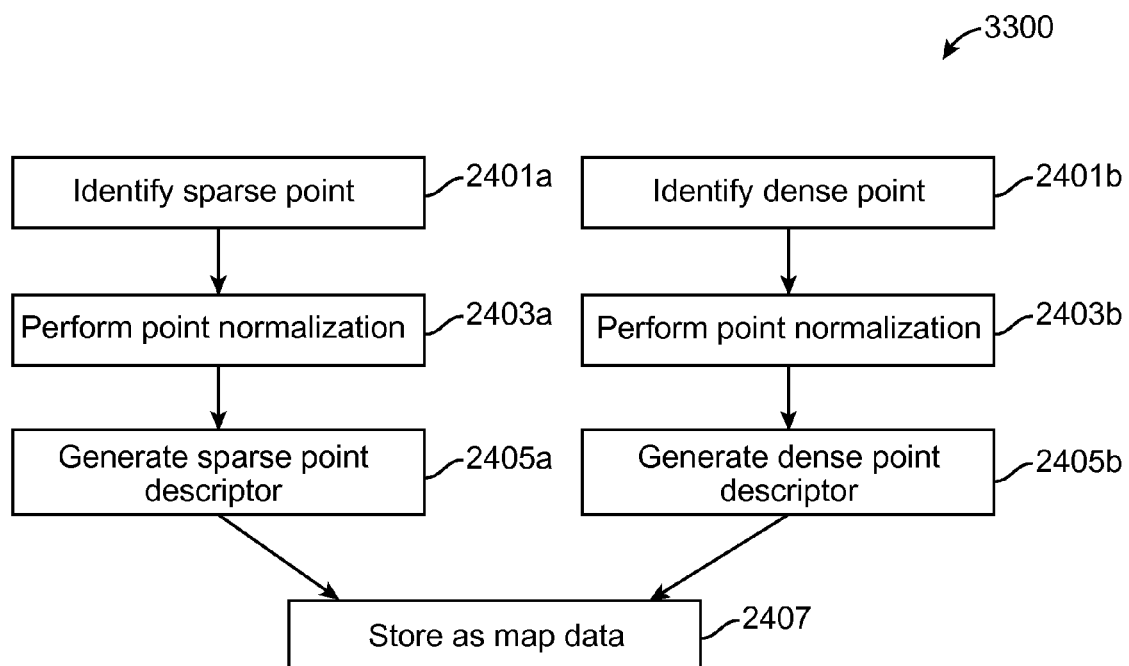 3300
Identify sparse point
2401a
Identify dense point
2401b
Perform point normalization
2403a
Perform point normalization
2403b
Generate sparse point
descriptor
2405a
Generate dense point
descriptor
2405b
Store as map data
2407